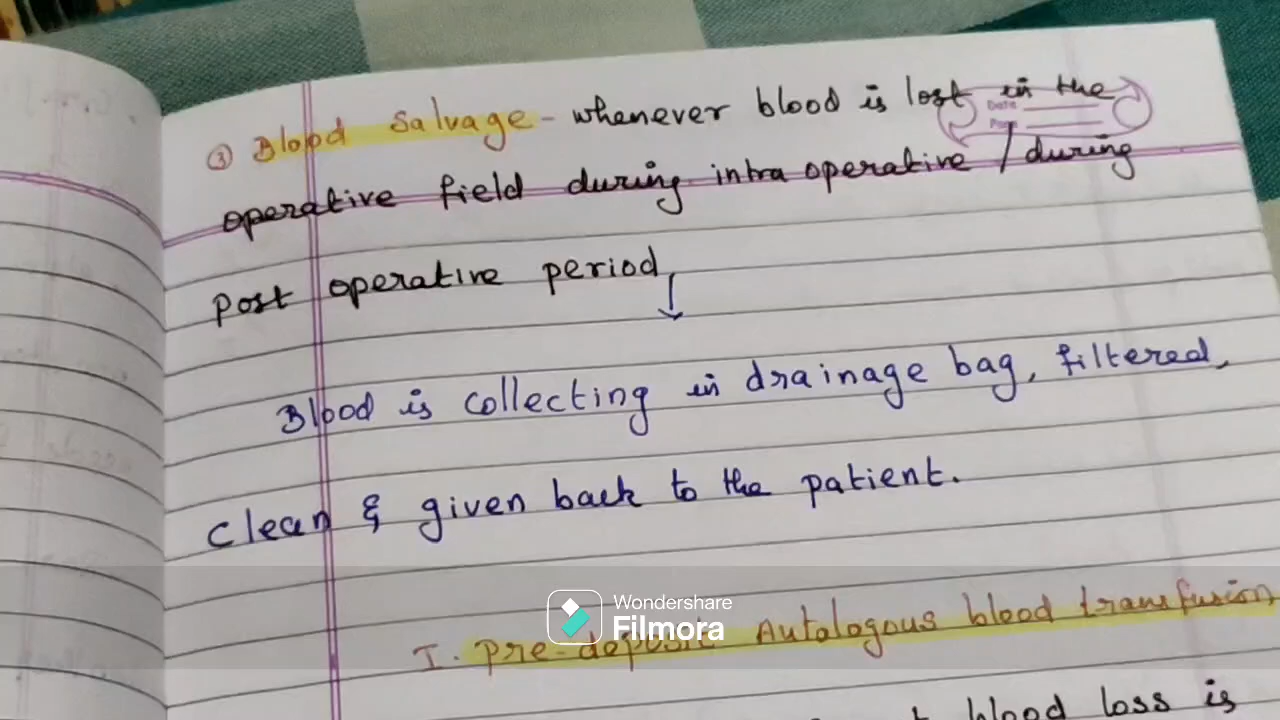 ③ Blood Salvage - whenever blood is lost in the
Date
operative field during intra operative / during
post operative period
↓
Blood is collecting in drainage bag, filtered,
clean & given back to the patient.
Wondershare
Filmora
I. Pre-deposit Autalogous blood transfusion
blood loss is